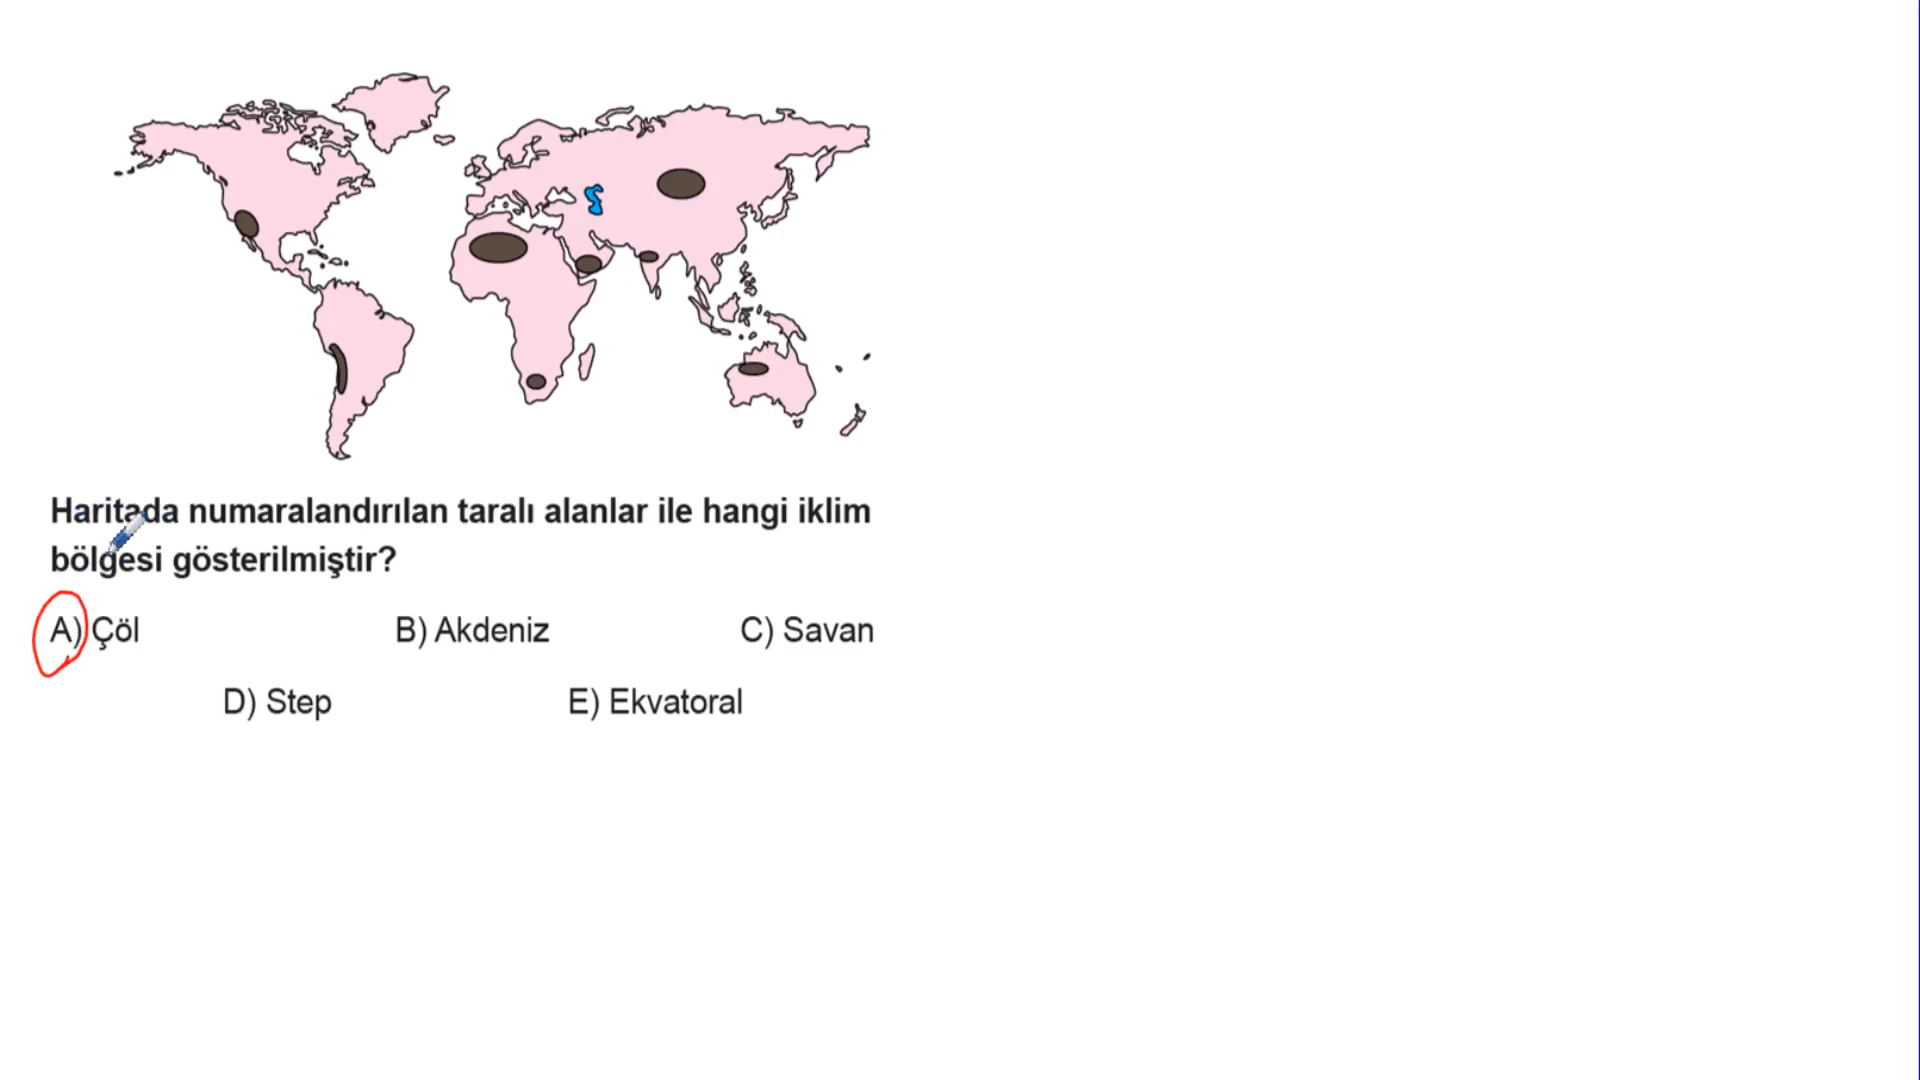 Haritada numaralandırılan taralı alanlar ile hangi iklim
bölgesi gösterilmiştir?
A) Çöl B) Akdeniz C) Savan
D) Step E) Ekvatoral